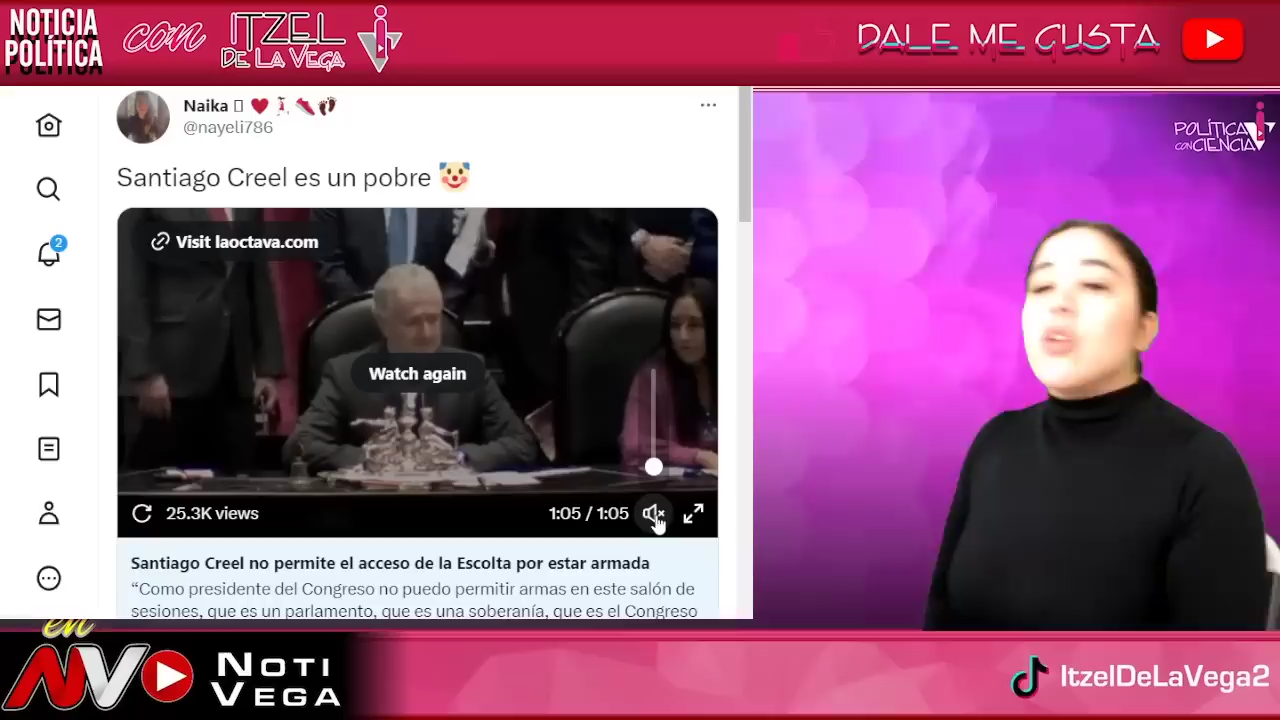 NOTICIA
POLÍTICA
con
ITZEL
DE LA VEGA
DALE ME GUSTA
Naika
@nayeli786
Santiago Creel es un pobre 🤡
Visit laoctava.com
Watch again
25.3K views
1:05 / 1:05
Santiago Creel no permite el acceso de la Escolta por estar armada
“Como presidente del Congreso no puedo permitir armas en este salón de
sesiones, que es un parlamento, que es una soberanía, que es el Congreso
2
POLÍTICA
CON CIENCIA
en
NV
NOTI
VEGA
ItzelDeLaVega2